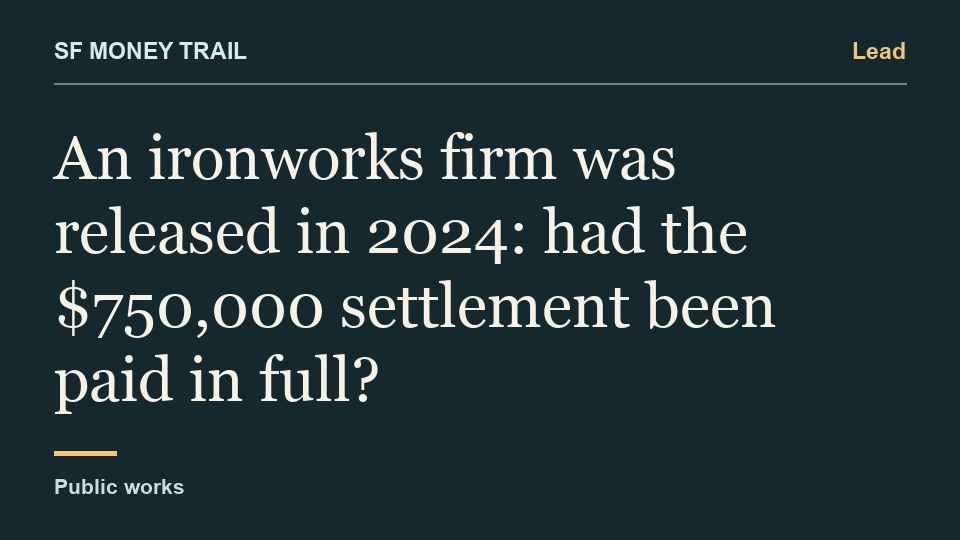 SF MONEY TRAIL
Lead
An ironworks firm was
released in 2024: had the
$750,000 settlement been
paid in full?
Public works